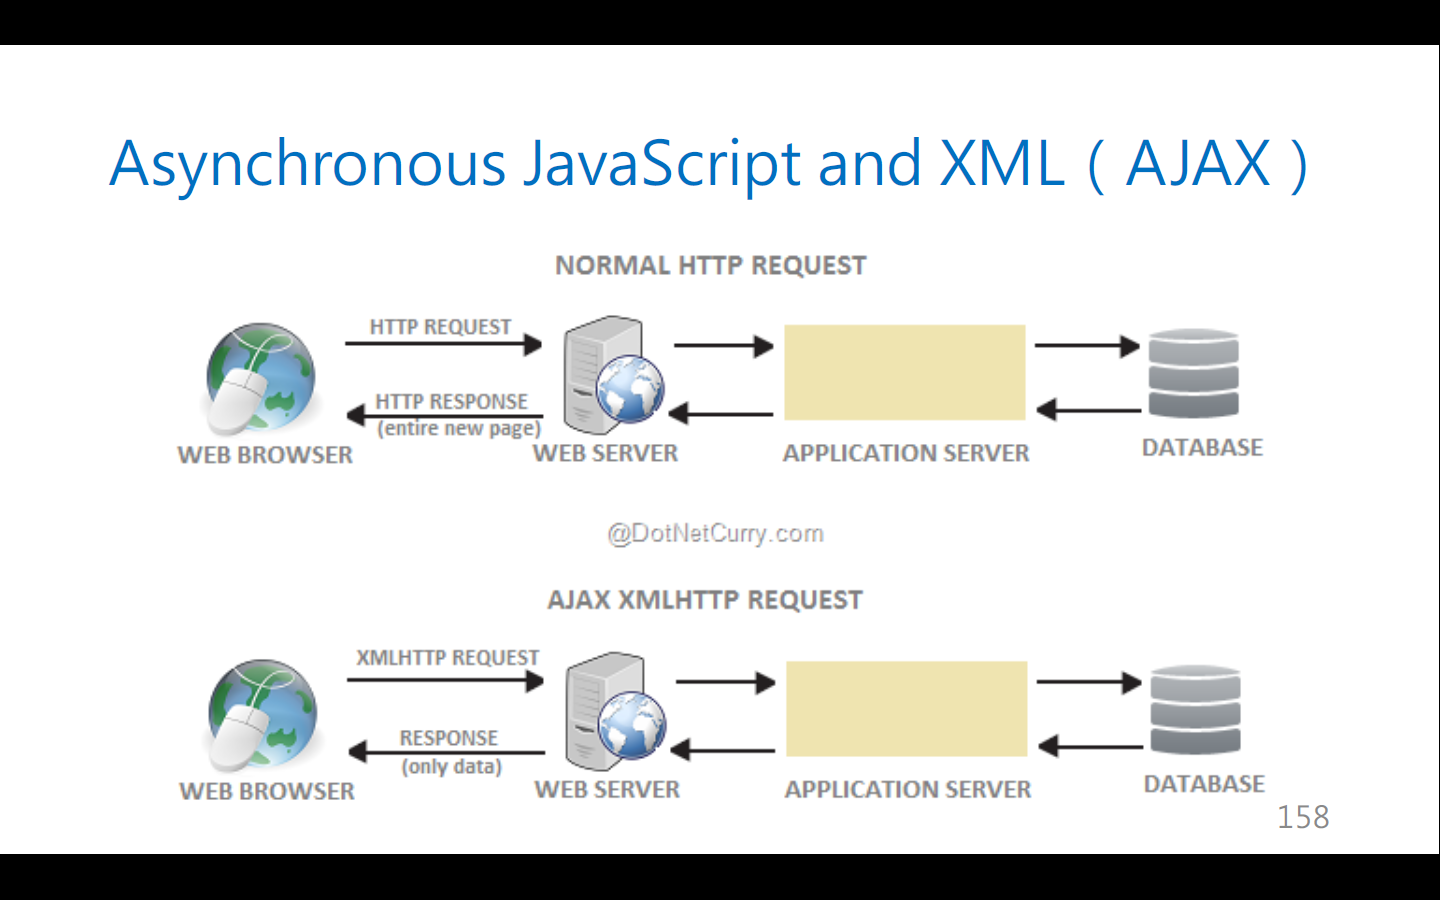 Asynchronous JavaScript and XML ( AJAX )
NORMAL HTTP REQUEST
HTTP REQUEST
HTTP RESPONSE
(entire new page)
WEB BROWSER
WEB SERVER
APPLICATION SERVER
DATABASE
@DotNetCurry.com
AJAX XMLHTTP REQUEST
XMLHTTP REQUEST
RESPONSE
(only data)
WEB BROWSER
WEB SERVER
APPLICATION SERVER
DATABASE
158